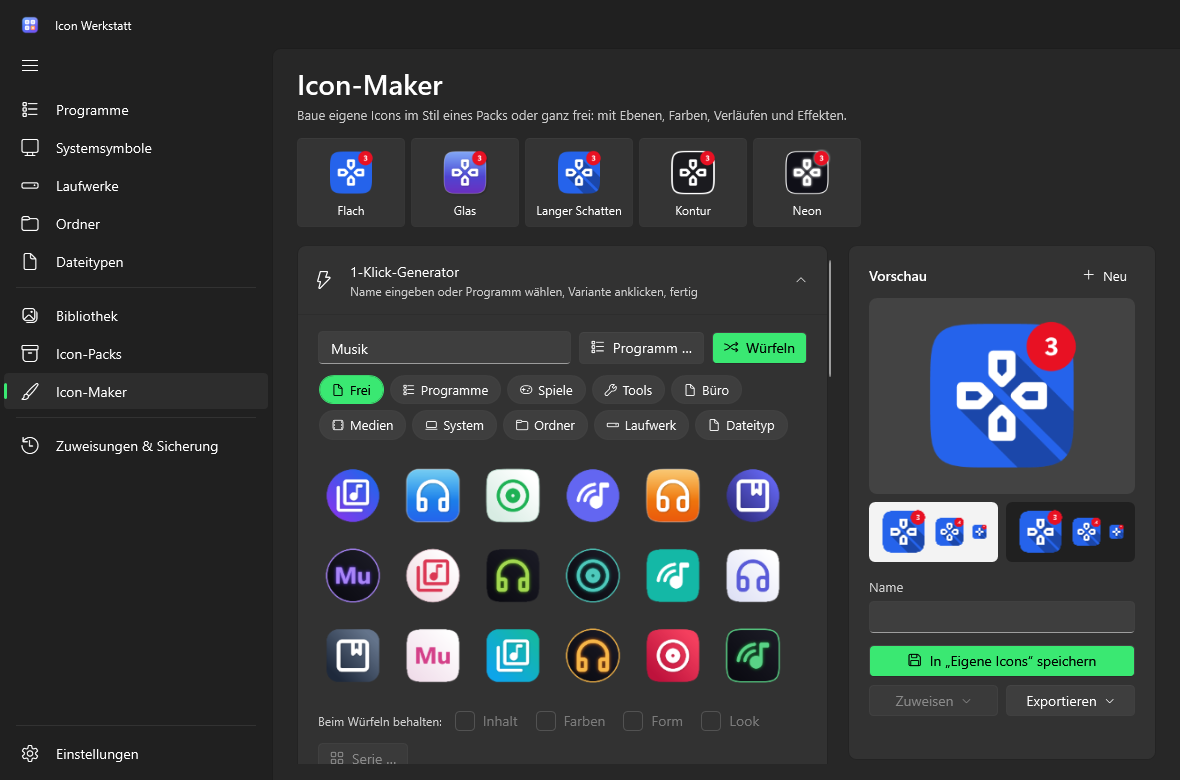 Icon Werkstatt
Programme
Systemsymbole
Laufwerke
Ordner
Dateitypen
Bibliothek
Icon-Packs
Icon-Maker
Zuweisungen & Sicherung
Einstellungen
Icon-Maker
Baue eigene Icons im Stil eines Packs oder ganz frei: mit Ebenen, Farben, Verläufen und Effekten.
3 3 3 3 3
Flach Glas Langer Schatten Kontur Neon
1-Klick-Generator
Name eingeben oder Programm wählen, Variante anklicken, fertig
Musik Programm ... Würfeln
Frei Programme Spiele Tools Büro
Medien System Ordner Laufwerk Dateityp
Mu
Mu
Beim Würfeln behalten: Inhalt Farben Form Look
Serie ...
Vorschau Neu
3
3 3
Name
In „Eigene Icons“ speichern
Zuweisen Exportieren